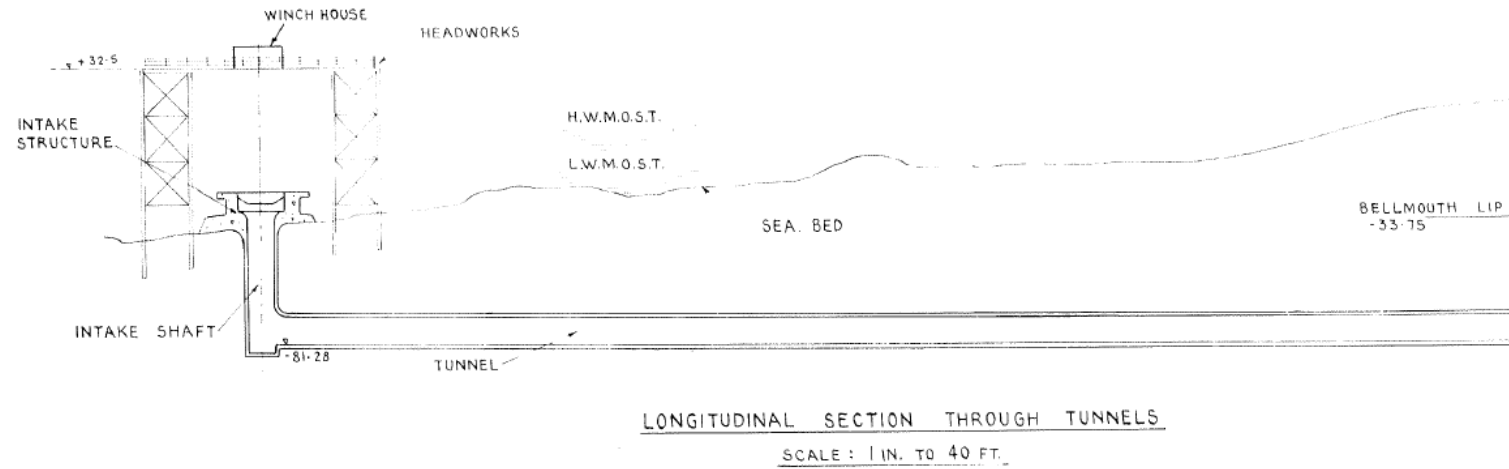 WINCH HOUSE
HEADWORKS
+32·5
INTAKE
STRUCTURE
H.W.M.O.S.T.
L.W.M.O.S.T.
SEA. BED
BELLMOUTH LIP
-33·75
INTAKE SHAFT
-81·28
TUNNEL
LONGITUDINAL SECTION THROUGH TUNNELS
SCALE: 1 IN. TO 40 FT.